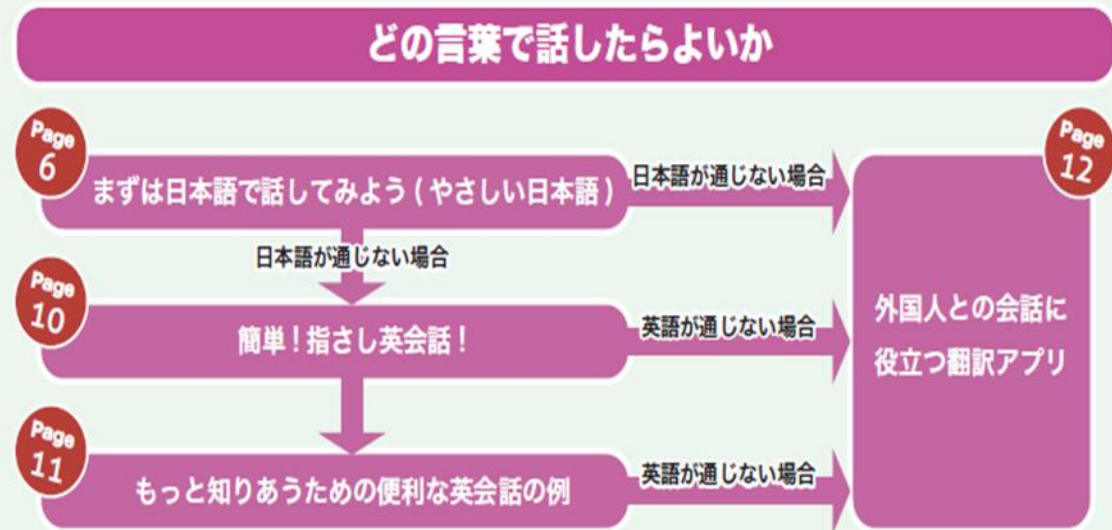 どの言葉で話したらよいか
Page
6
まずは日本語で話してみよう ( やさしい日本語 )
日本語が通じない場合
Page
12
日本語が通じない場合
Page
10
簡単！指さし英会話！
英語が通じない場合
外国人との会話に
役立つ翻訳アプリ
Page
11
もっと知りあうための便利な英会話の例
英語が通じない場合